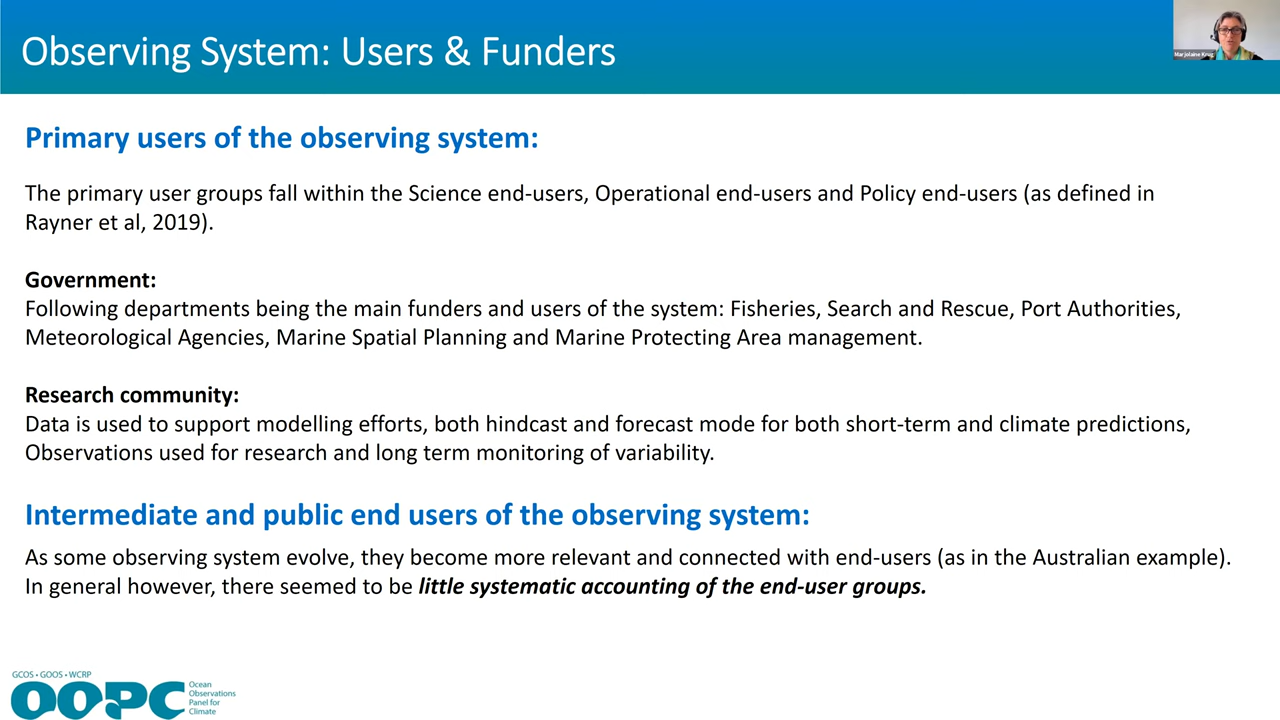 Observing System: Users & Funders
Marjolaine Krug
Primary users of the observing system:
The primary user groups fall within the Science end-users, Operational end-users and Policy end-users (as defined in
Rayner et al, 2019).
Government:
Following departments being the main funders and users of the system: Fisheries, Search and Rescue, Port Authorities,
Meteorological Agencies, Marine Spatial Planning and Marine Protecting Area management.
Research community:
Data is used to support modelling efforts, both hindcast and forecast mode for both short-term and climate predictions,
Observations used for research and long term monitoring of variability.
Intermediate and public end users of the observing system:
As some observing system evolve, they become more relevant and connected with end-users (as in the Australian example).
In general however, there seemed to be little systematic accounting of the end-user groups.
GCOS • GOOS • WCRP
OOPC
Ocean
Observations
Panel for
Climate